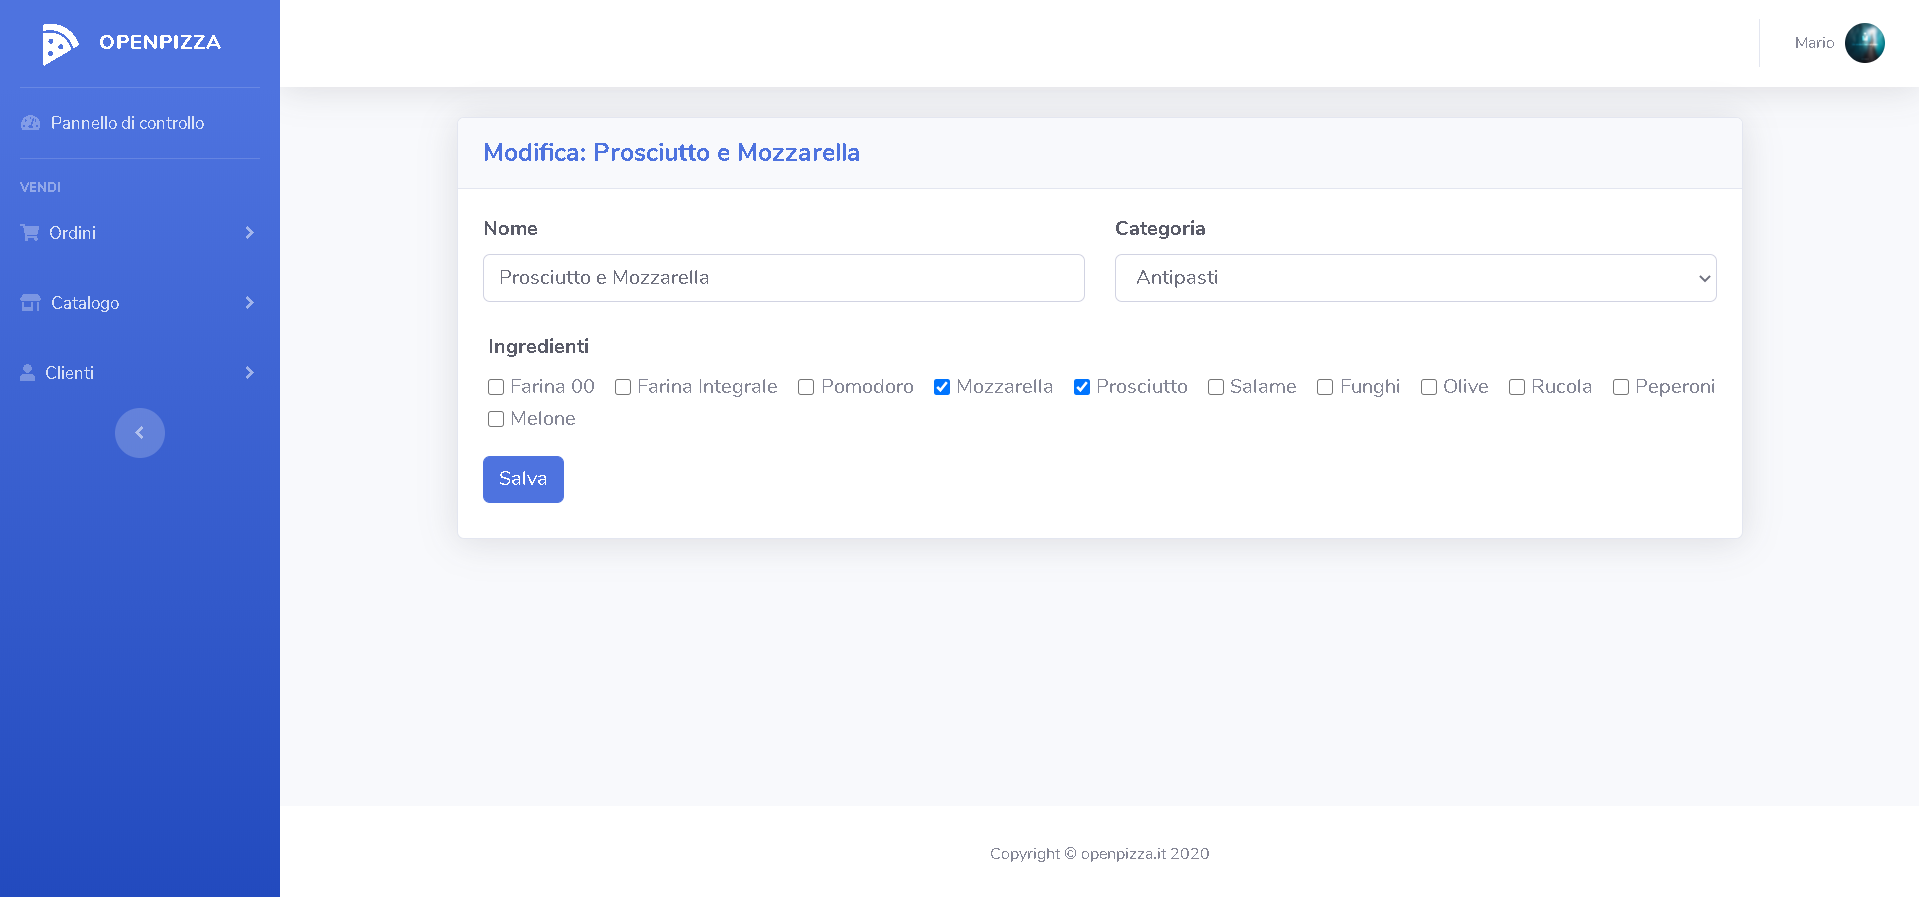 OPENPIZZA
Mario
Pannello di controllo
VENDI
Ordini
Catalogo
Clienti
Modifica: Prosciutto e Mozzarella
Nome
Categoria
Prosciutto e Mozzarella
Antipasti
Ingredienti
Farina 00 Farina Integrale Pomodoro Mozzarella Prosciutto Salame Funghi Olive Rucola Peperoni
Melone
Salva
Copyright © openpizza.it 2020